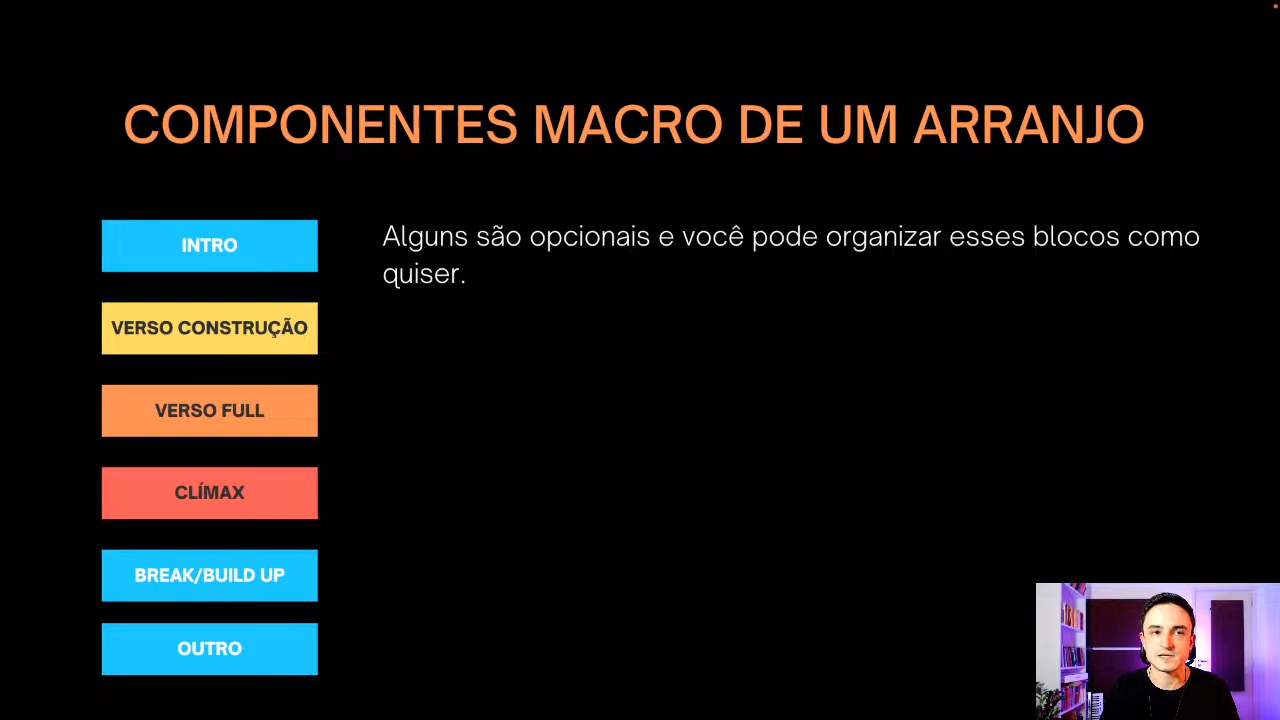 COMPONENTES MACRO DE UM ARRANJO
INTRO
VERSO CONSTRUÇÃO
VERSO FULL
CLÍMAX
BREAK/BUILD UP
OUTRO
Alguns são opcionais e você pode organizar esses blocos como
quiser.